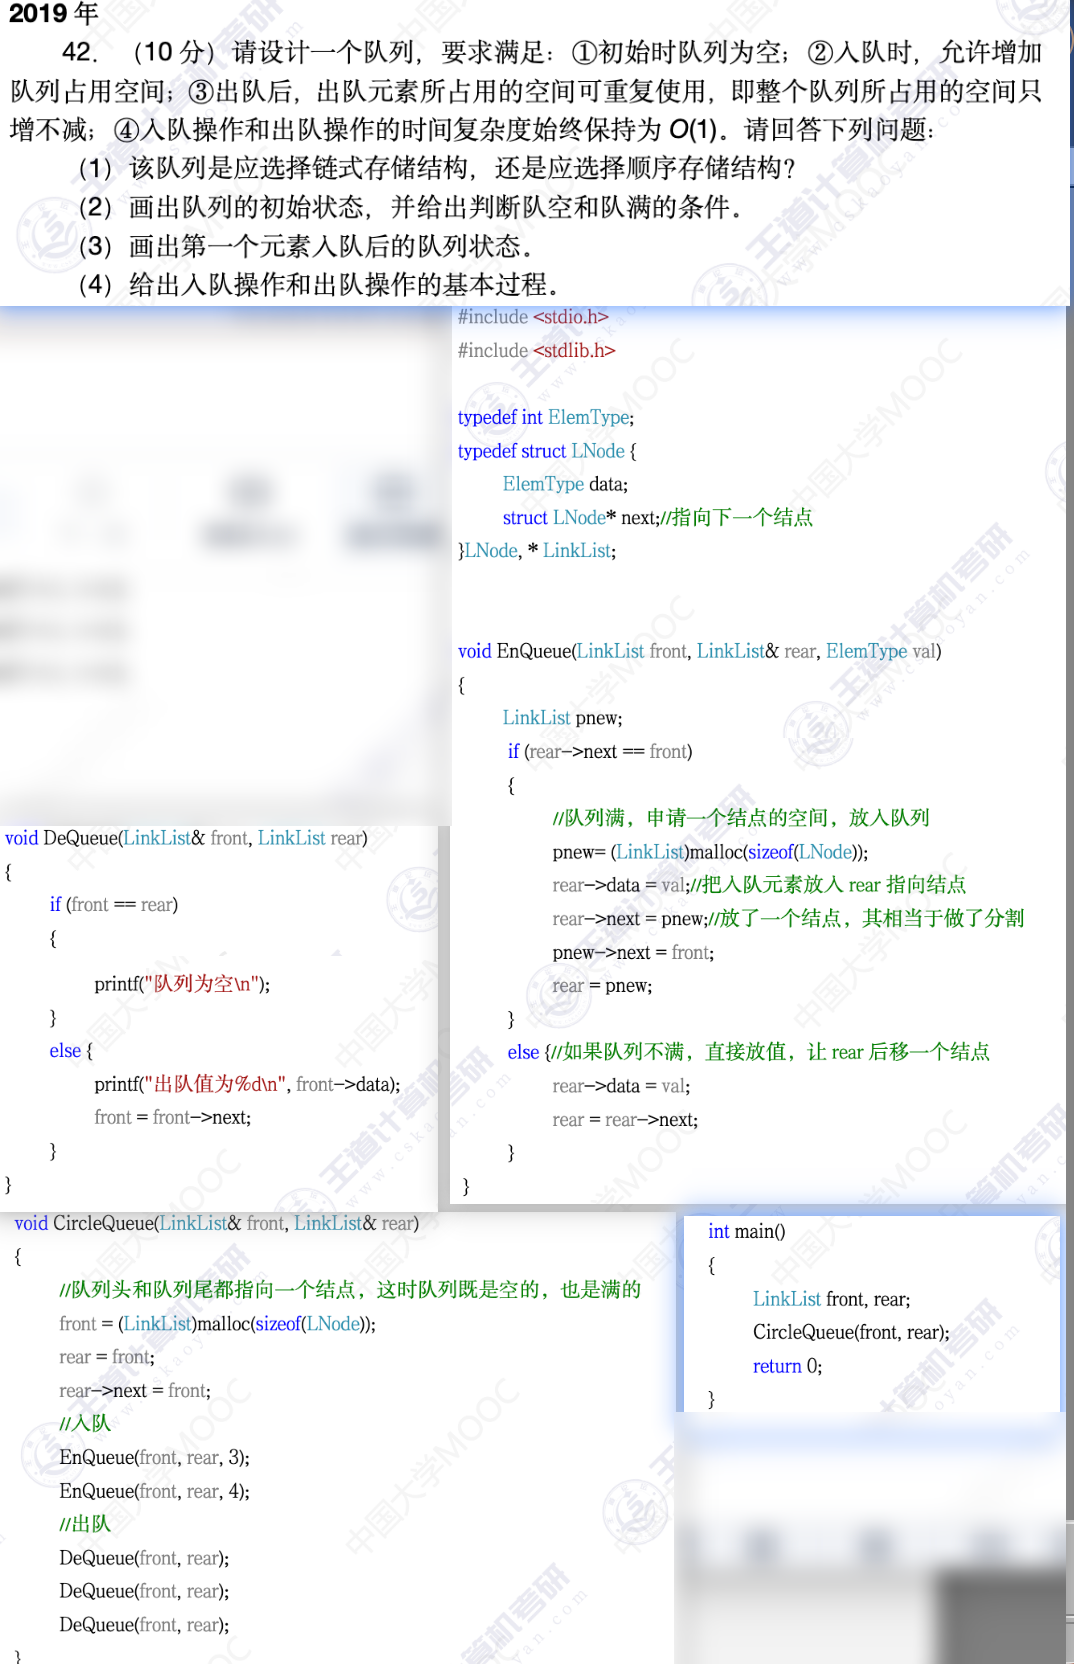 2019 年
42. （10 分）请设计一个队列，要求满足：①初始时队列为空；②入队时，允许增加
队列占用空间；③出队后，出队元素所占用的空间可重复使用，即整个队列所占用的空间只
增不减；④入队操作和出队操作的时间复杂度始终保持为 O(1)。请回答下列问题：
（1）该队列是应选择链式存储结构，还是应选择顺序存储结构？
（2）画出队列的初始状态，并给出判断队空和队满的条件。
（3）画出第一个元素入队后的队列状态。
（4）给出入队操作和出队操作的基本过程。
#include <stdio.h>
#include <stdlib.h>
typedef int ElemType;
typedef struct LNode {
ElemType data;
struct LNode* next;//指向下一个结点
}LNode, * LinkList;
void EnQueue(LinkList front, LinkList& rear, ElemType val)
{
LinkList pnew;
if (rear->next == front)
{
//队列满，申请一个结点的空间，放入队列
pnew= (LinkList)malloc(sizeof(LNode));
rear->data = val;//把入队元素放入 rear 指向结点
rear->next = pnew;//放了一个结点，其相当于做了分割
pnew->next = front;
rear = pnew;
}
else {//如果队列不满，直接放值，让 rear 后移一个结点
rear->data = val;
rear = rear->next;
}
}
void DeQueue(LinkList& front, LinkList rear)
{
if (front == rear)
{
printf("队列为空\n");
}
else {
printf("出队值为%d\n", front->data);
front = front->next;
}
}
void CircleQueue(LinkList& front, LinkList& rear)
{
//队列头和队列尾都指向一个结点，这时队列既是空的，也是满的
front = (LinkList)malloc(sizeof(LNode));
rear = front;
rear->next = front;
//入队
EnQueue(front, rear, 3);
EnQueue(front, rear, 4);
//出队
DeQueue(front, rear);
DeQueue(front, rear);
DeQueue(front, rear);
}
int main()
{
LinkList front, rear;
CircleQueue(front, rear);
return 0;
}